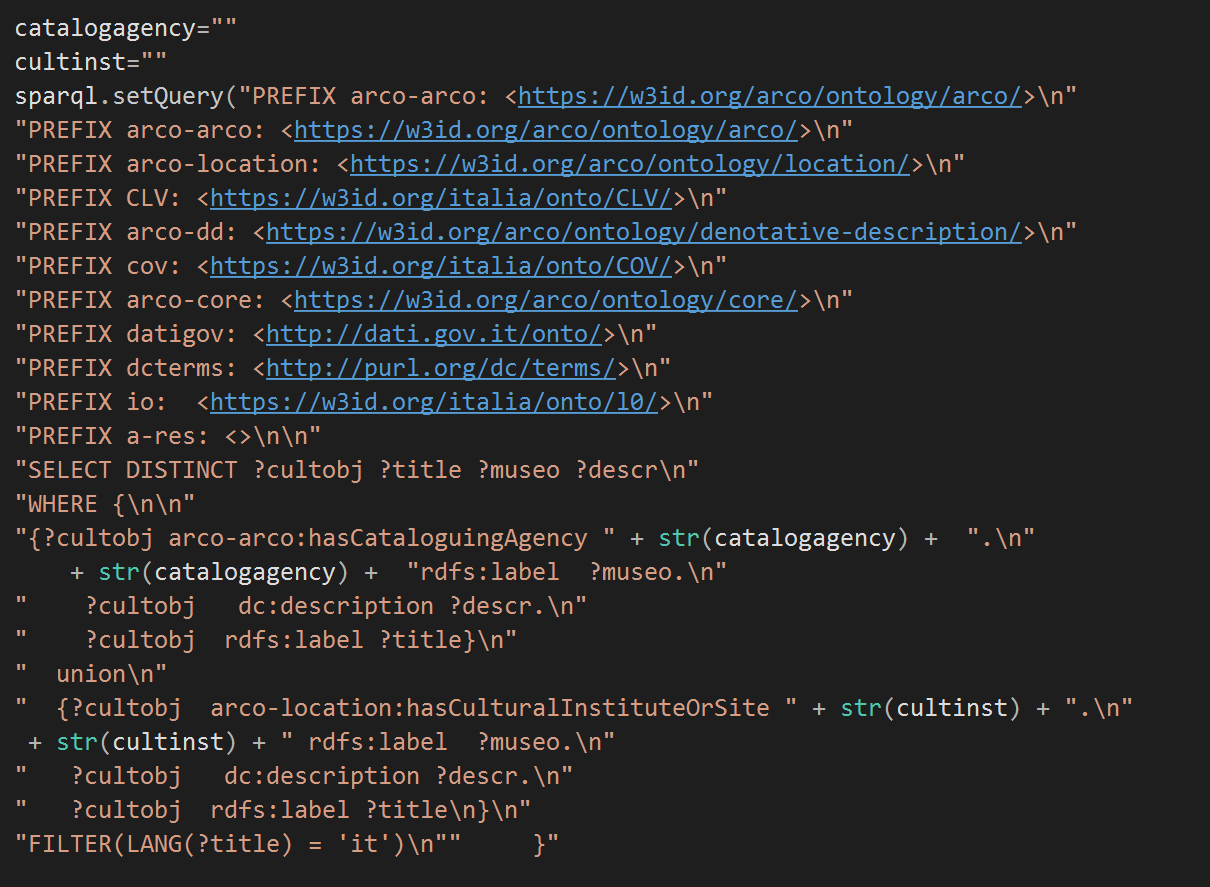 catalogagency=""
cultinst=""
sparql.setQuery("PREFIX arco-arco: <https://w3id.org/arco/ontology/arco/>\n"
"PREFIX arco-arco: <https://w3id.org/arco/ontology/arco/>\n"
"PREFIX arco-location: <https://w3id.org/arco/ontology/location/>\n"
"PREFIX CLV: <https://w3id.org/italia/onto/CLV/>\n"
"PREFIX arco-dd: <https://w3id.org/arco/ontology/denotative-description/>\n"
"PREFIX cov: <https://w3id.org/italia/onto/COV/>\n"
"PREFIX arco-core: <https://w3id.org/arco/ontology/core/>\n"
"PREFIX datigov: <http://dati.gov.it/onto/>\n"
"PREFIX dcterms: <http://purl.org/dc/terms/>\n"
"PREFIX io:  <https://w3id.org/italia/onto/l0/>\n"
"PREFIX a-res: <>\n\n"
"SELECT DISTINCT ?cultobj ?title ?museo ?descr\n"
"WHERE {\n\n"
"{?cultobj arco-arco:hasCataloguingAgency " + str(catalogagency) +  ".\n"
    + str(catalogagency) +  "rdfs:label  ?museo.\n"
"    ?cultobj   dc:description ?descr.\n"
"    ?cultobj  rdfs:label ?title}\n"
"  union\n"
"  {?cultobj  arco-location:hasCulturalInstituteOrSite " + str(cultinst) + ".\n"
 + str(cultinst) + " rdfs:label  ?museo.\n"
"   ?cultobj   dc:description ?descr.\n"
"   ?cultobj  rdfs:label ?title\n}\n"
"FILTER(LANG(?title) = 'it')\n""     }"